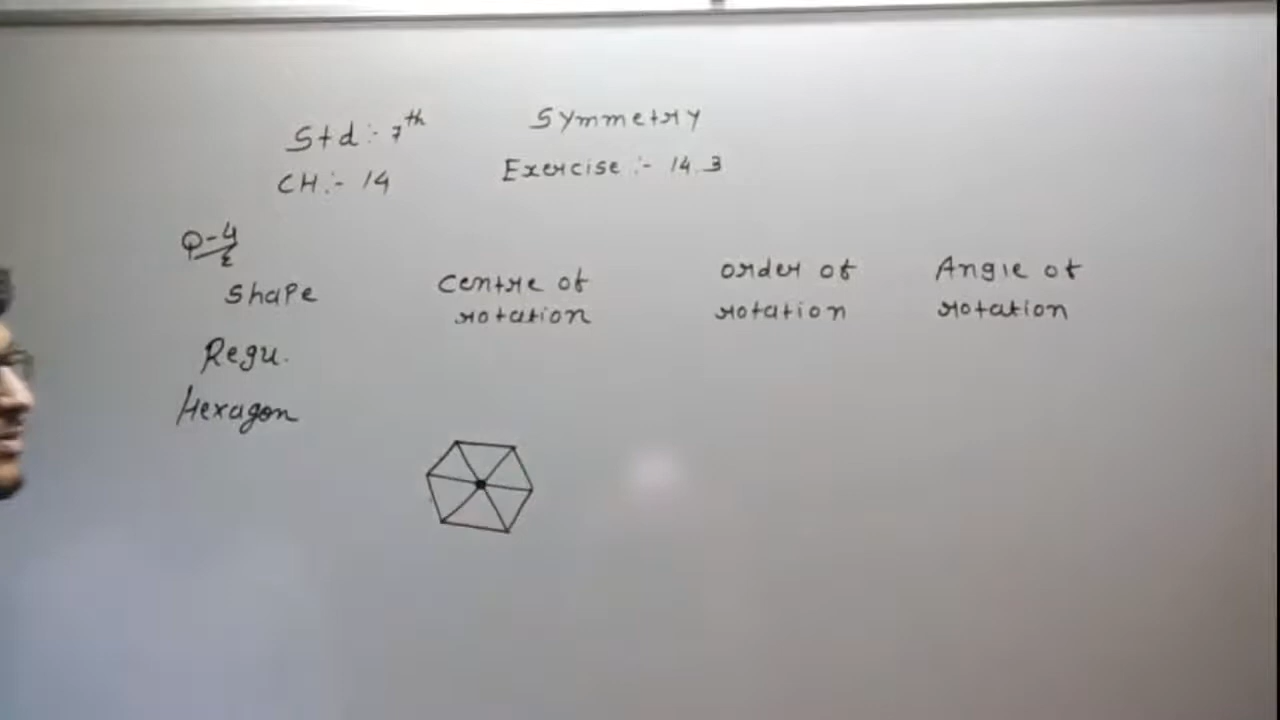 Std :- 7th
Symmetry
CH :- 14
Exercise :- 14.3
Q-4
Shape
Centre of
rotation
order of
rotation
Angle of
rotation
Regu.
Hexagon